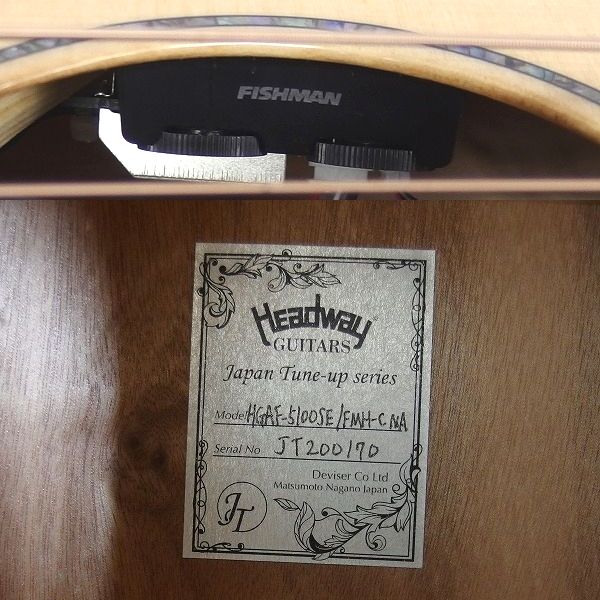 FISHMAN
Headway
GUITARS
Japan Tune-up series
Model HGAF-5100SE/FMH-C NA
Serial No JT200170
Deviser Co Ltd
Matsumoto Nagano Japan
JT